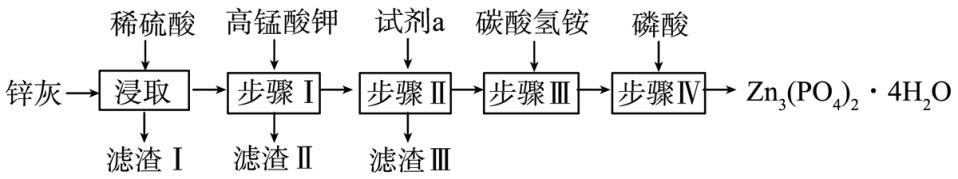 稀硫酸 高锰酸钾 试剂a 碳酸氢铵 磷酸
锌灰 浸取 步骤Ⅰ 步骤Ⅱ 步骤Ⅲ 步骤Ⅳ Zn₃(PO₄)₂·4H₂O
滤渣Ⅰ 滤渣Ⅱ 滤渣Ⅲ